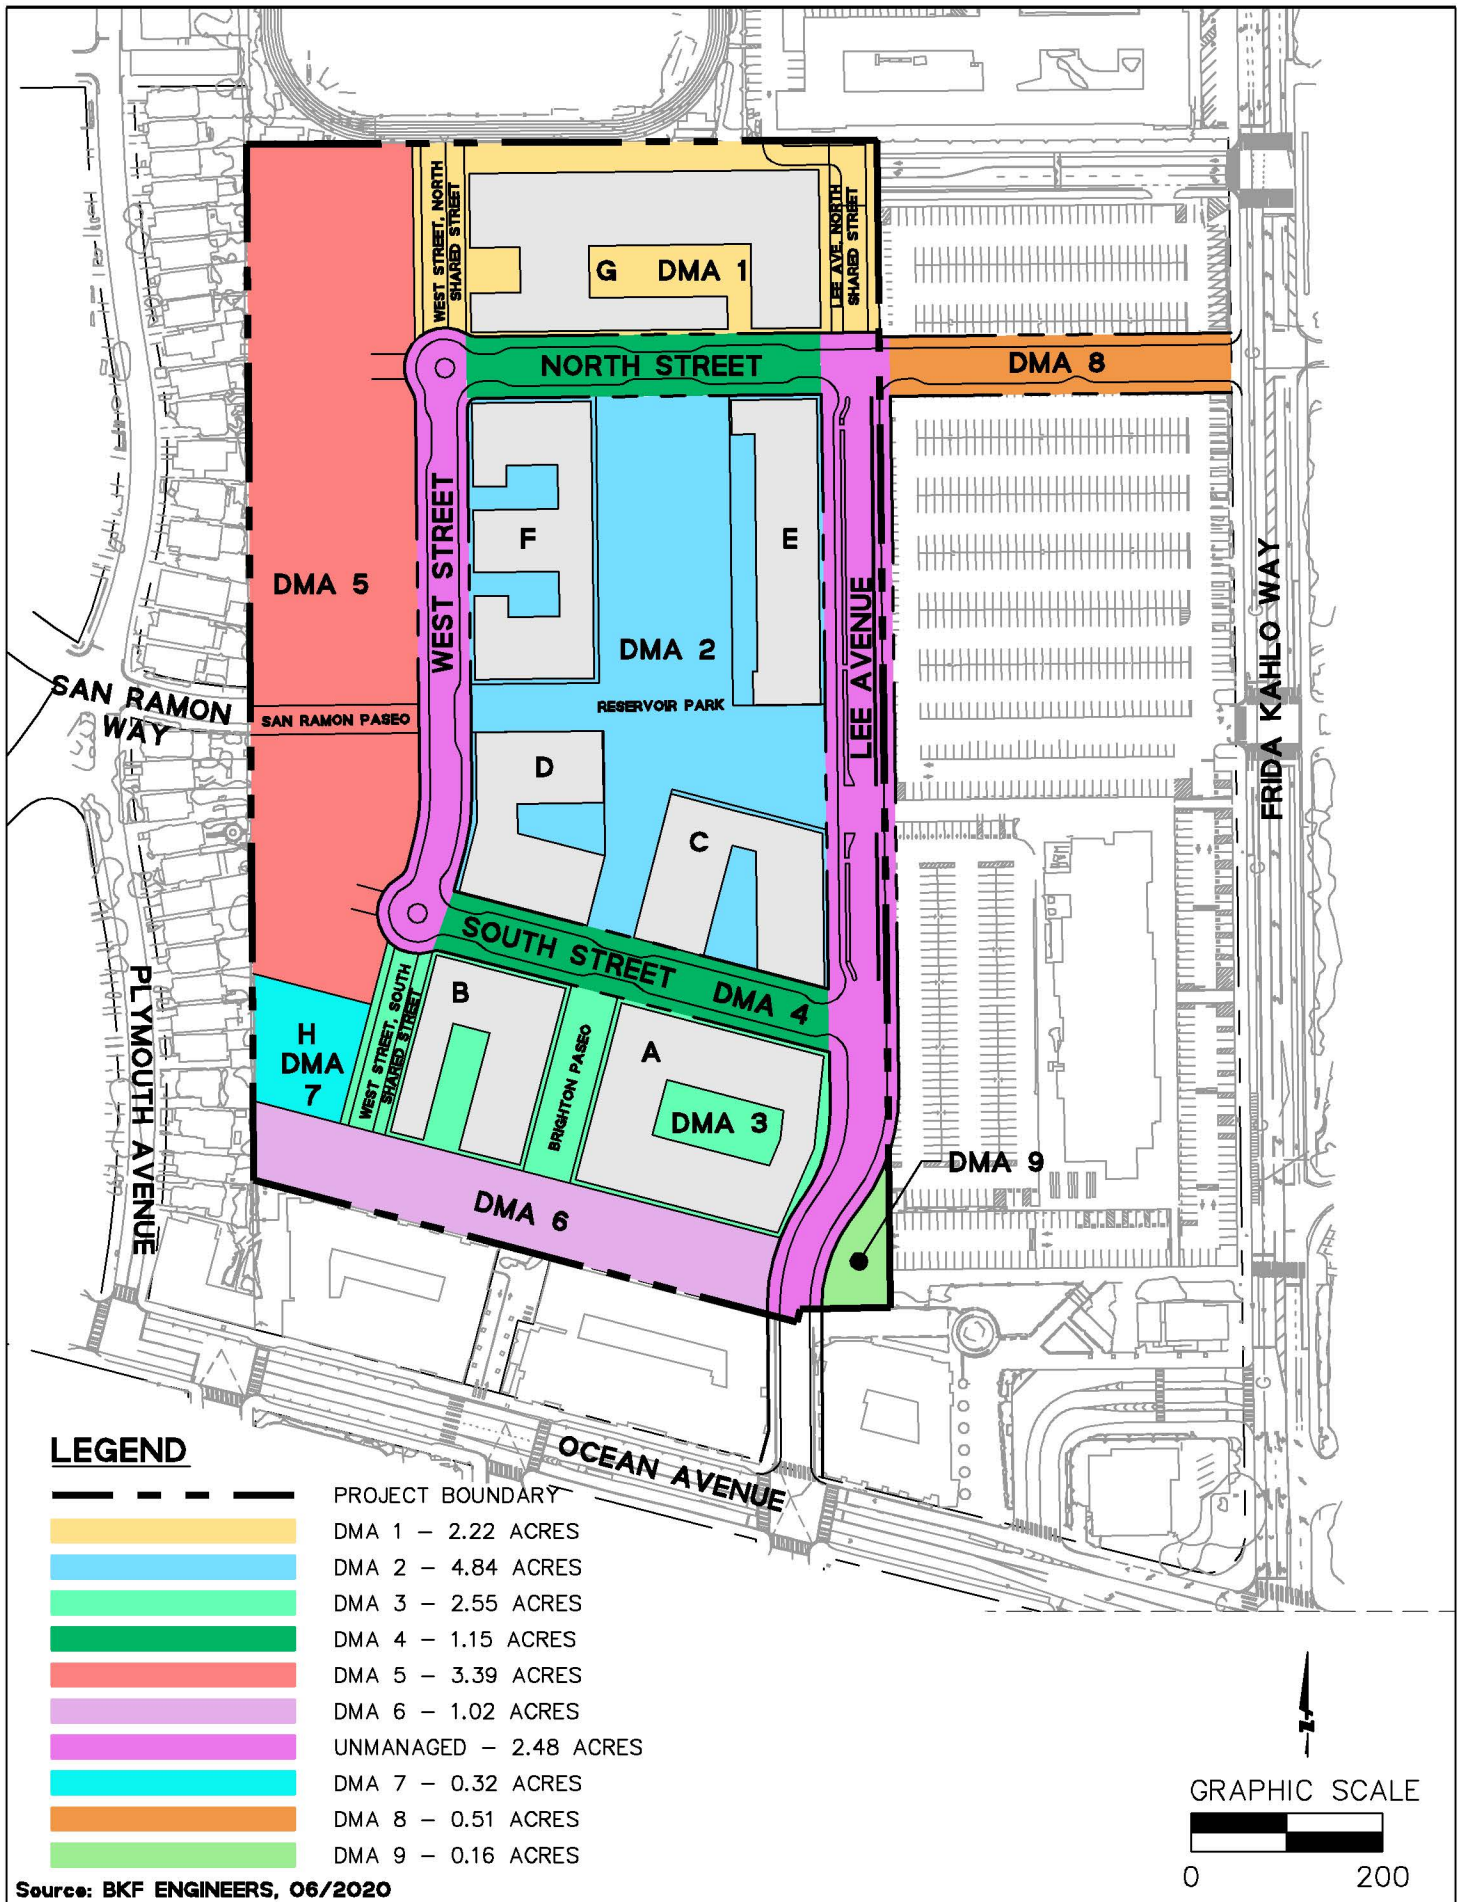 WEST STREET, NORTH
SHARED STREET
LEE AVE, NORTH
SHARED STREET
G
DMA 1
NORTH STREET
DMA 8
WEST STREET
F
E
DMA 5
DMA 2
LEE AVENUE
FRIDA KAHLO WAY
SAN RAMON
WAY
SAN RAMON PASEO
RESERVOIR PARK
D
C
SOUTH STREET
DMA 4
PLYMOUTH AVENUE
WEST STREET, SOUTH
SHARED STREET
B
BRIGHTON PASEO
A
H
DMA
7
DMA 3
DMA 9
DMA 6
OCEAN AVENUE
LEGEND
PROJECT BOUNDARY
DMA 1 – 2.22 ACRES
DMA 2 – 4.84 ACRES
DMA 3 – 2.55 ACRES
DMA 4 – 1.15 ACRES
DMA 5 – 3.39 ACRES
DMA 6 – 1.02 ACRES
UNMANAGED – 2.48 ACRES
DMA 7 – 0.32 ACRES
DMA 8 – 0.51 ACRES
DMA 9 – 0.16 ACRES
GRAPHIC SCALE
0 200
Source: BKF ENGINEERS, 06/2020